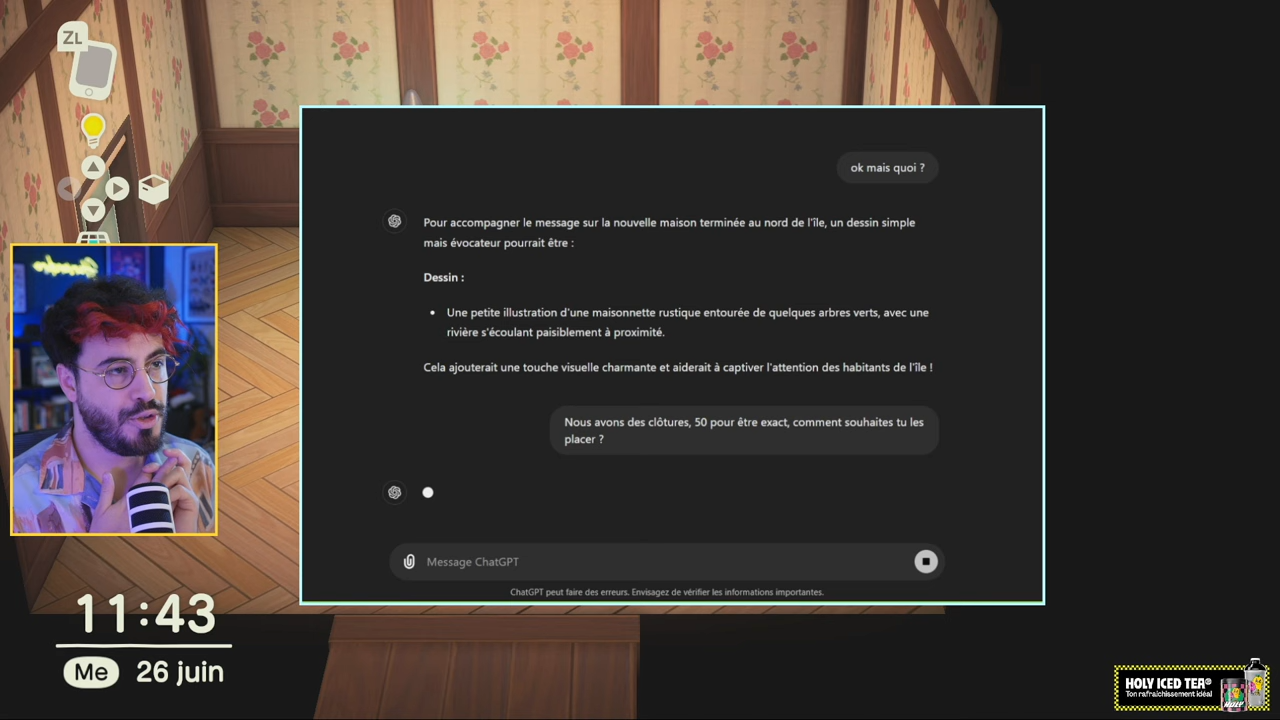 ZL
ok mais quoi ?
Pour accompagner le message sur la nouvelle maison terminée au nord de l'île, un dessin simple
mais évocateur pourrait être :
Dessin :
• Une petite illustration d'une maisonnette rustique entourée de quelques arbres verts, avec une
rivière s'écoulant paisiblement à proximité.
Cela ajouterait une touche visuelle charmante et aiderait à captiver l'attention des habitants de l'île !
Nous avons des clôtures, 50 pour être exact, comment souhaites tu les
placer ?
Message ChatGPT
ChatGPT peut faire des erreurs. Envisagez de vérifier les informations importantes.
11:43
Me 26 juin
HOLY ICED TEA®
Ton rafraîchissement idéal
HOLY